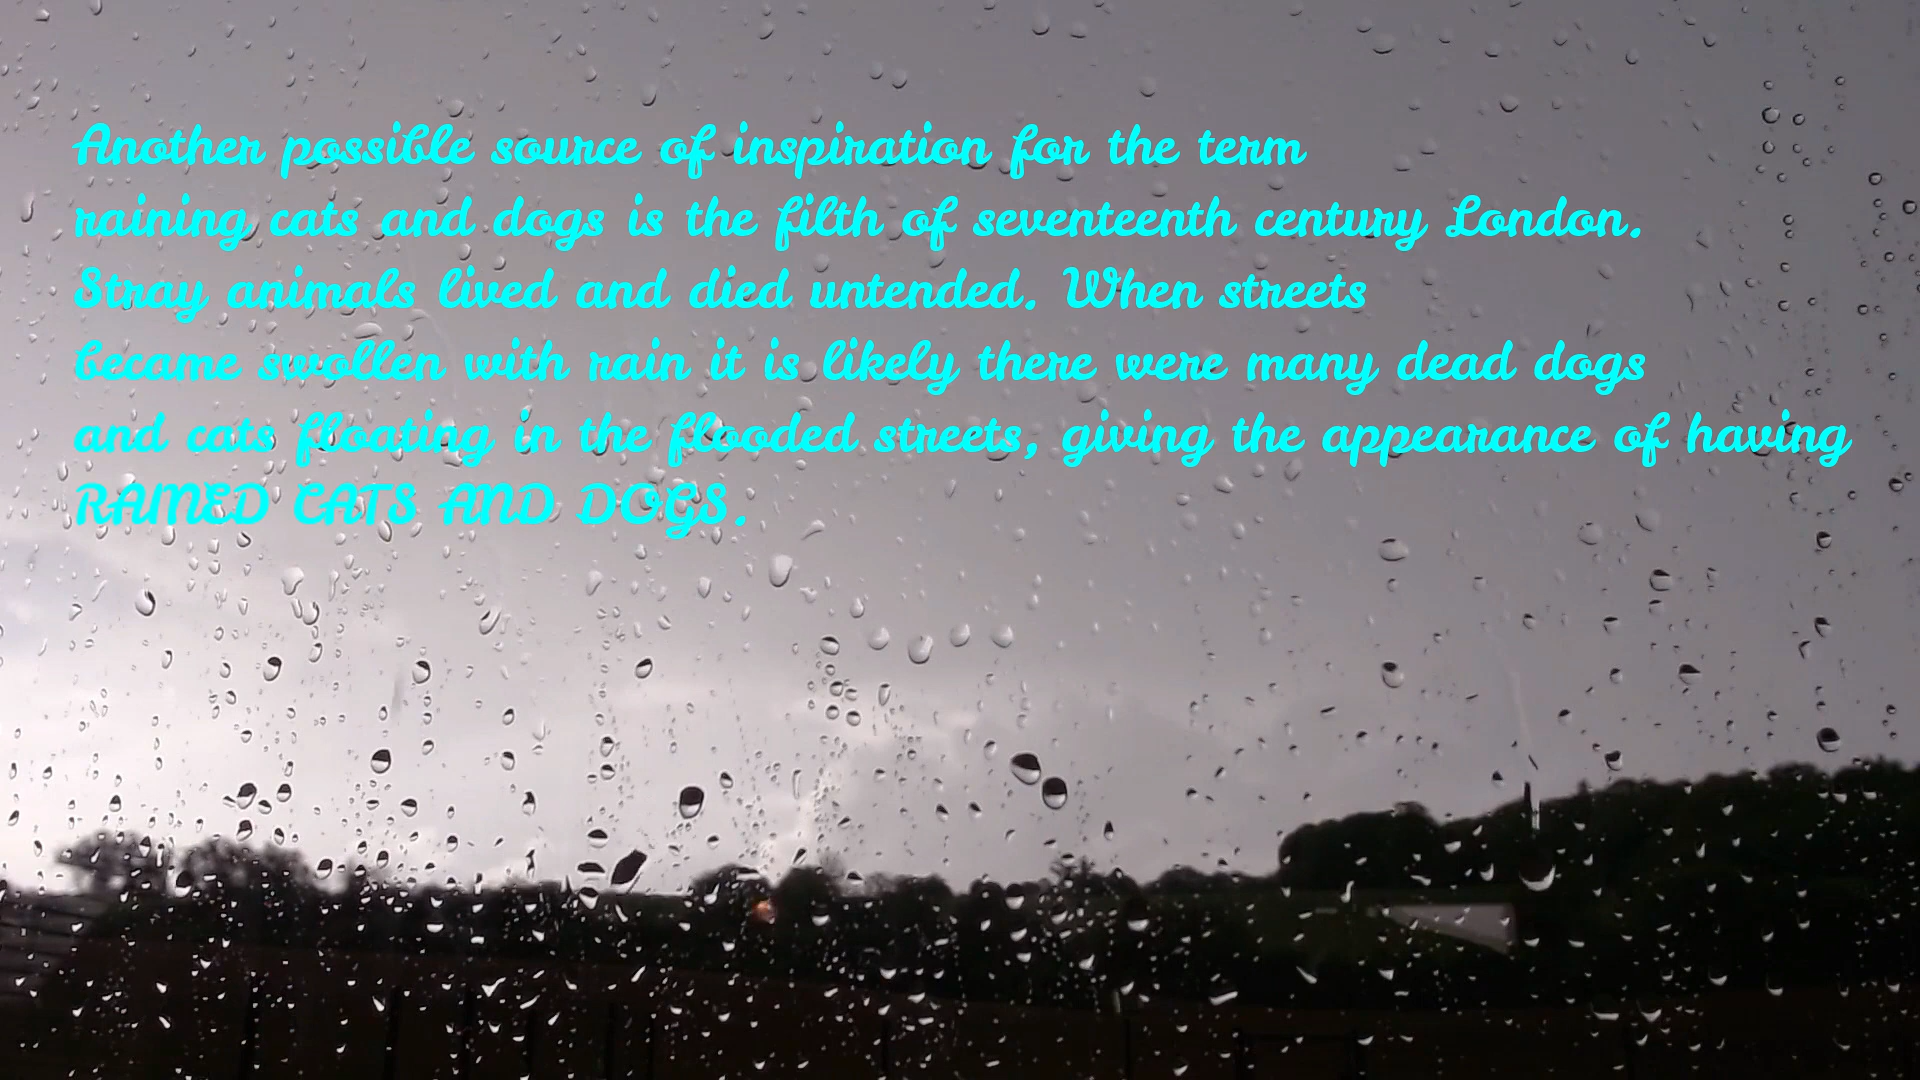 Another possible source of inspiration for the term
raining cats and dogs is the filth of seventeenth century London.
Stray animals lived and died untended. When streets
became swollen with rain it is likely there were many dead dogs
and cats floating in the flooded streets, giving the appearance of having
RAINED CATS AND DOGS.